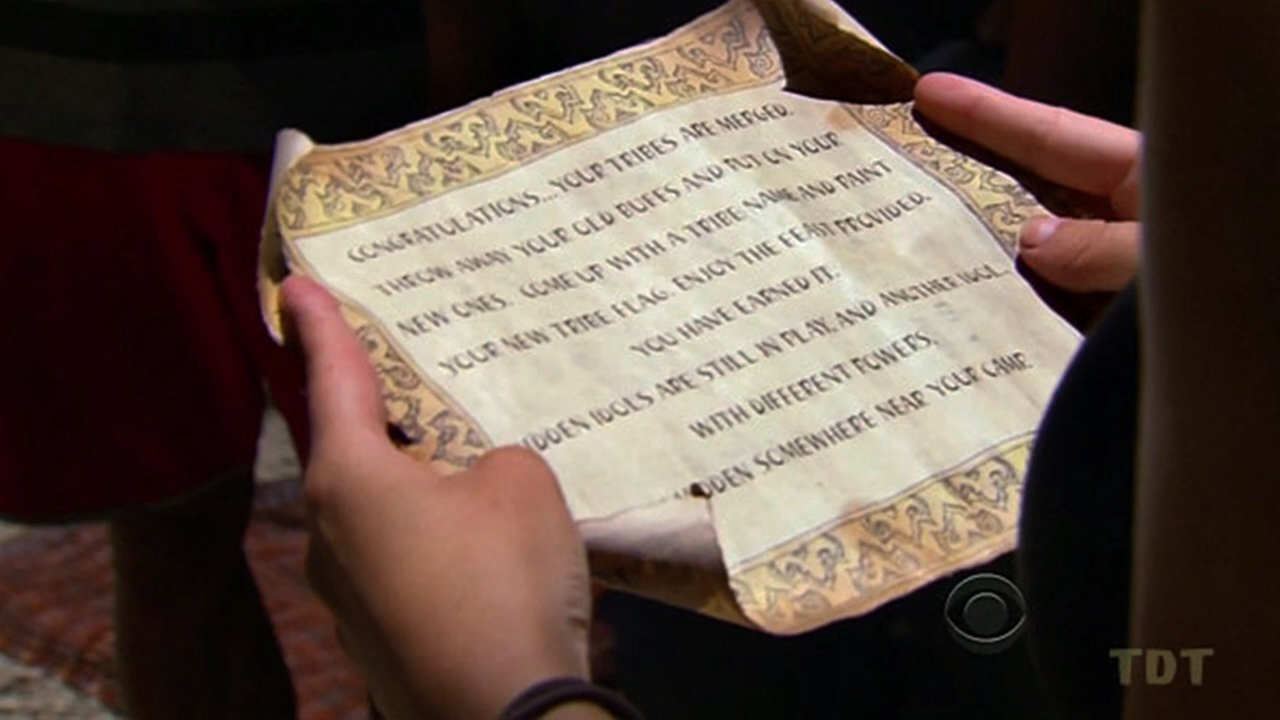 CONGRATULATIONS...YOUR TRIBES ARE MERGED.
THROW AWAY YOUR OLD BUFFS AND PUT ON YOUR
NEW ONES. COME UP WITH A TRIBE NAME AND PAINT
YOUR NEW TRIBE FLAG. ENJOY THE FEAST PROVIDED.
YOU HAVE EARNED IT.
HIDDEN IDOLS ARE STILL IN PLAY, AND ANOTHER IDOL...
WITH DIFFERENT POWERS,
HIDDEN SOMEWHERE NEAR YOUR CAMP
TDT